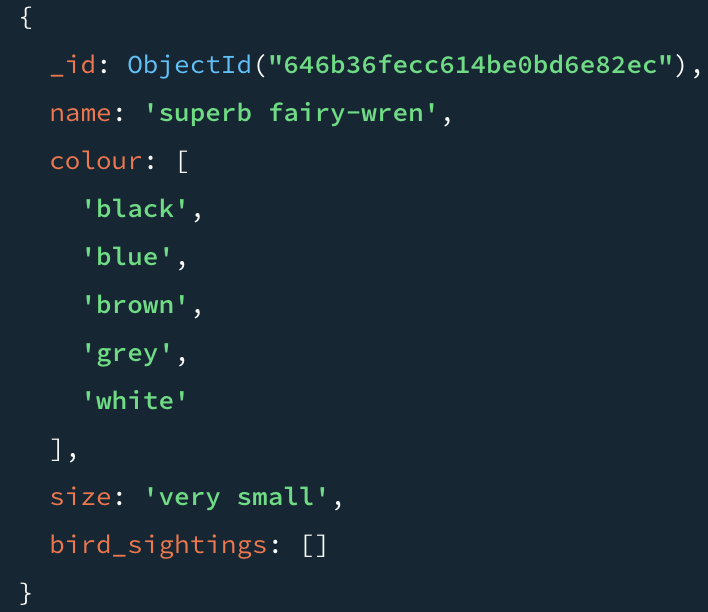 {
_id: ObjectId("646b36fecc614be0bd6e82ec"),
name: 'superb fairy-wren',
colour: [
'black',
'blue',
'brown',
'grey',
'white'
],
size: 'very small',
bird_sightings: []
}